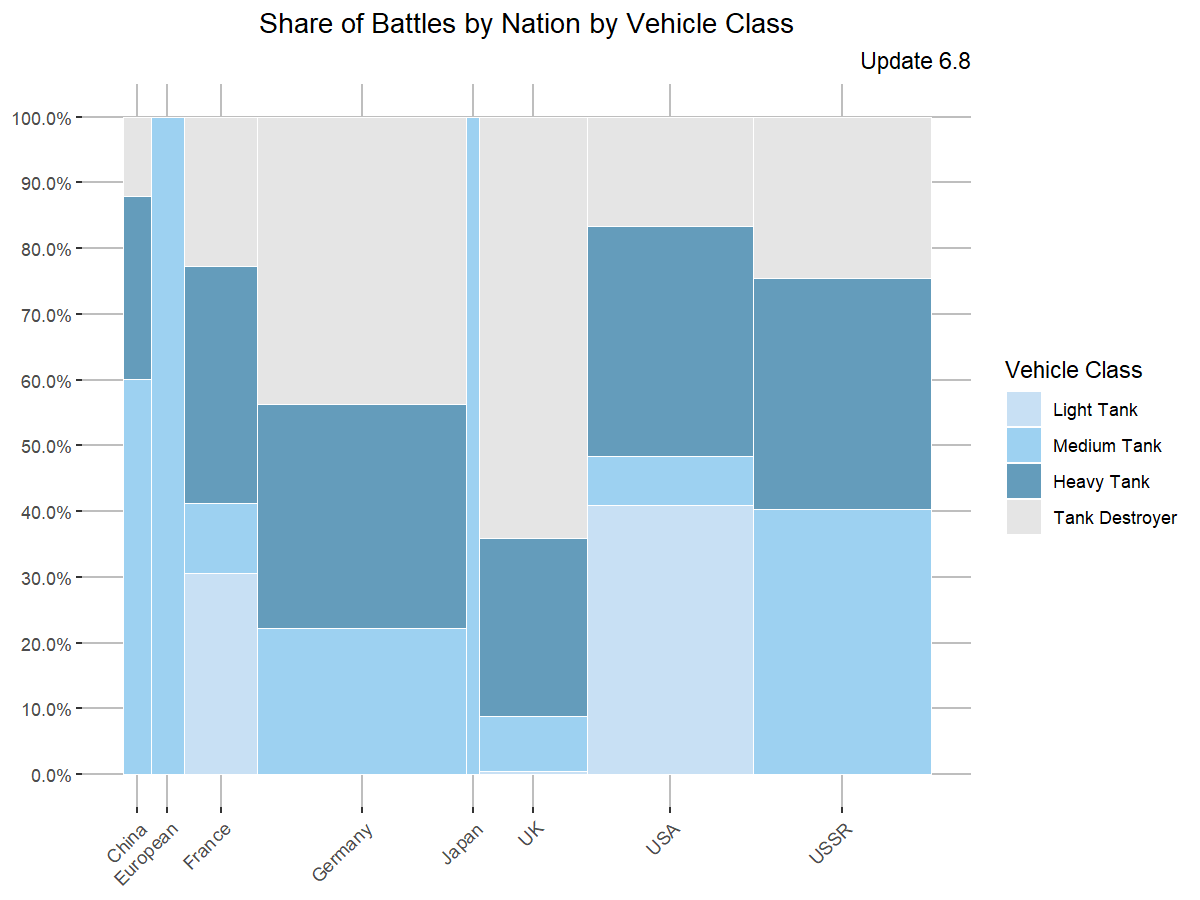 Share of Battles by Nation by Vehicle Class
Update 6.8
100.0%
90.0%
80.0%
70.0%
60.0%
50.0%
40.0%
30.0%
20.0%
10.0%
0.0%
China
European
France
Germany
Japan
UK
USA
USSR
Vehicle Class
Light Tank
Medium Tank
Heavy Tank
Tank Destroyer